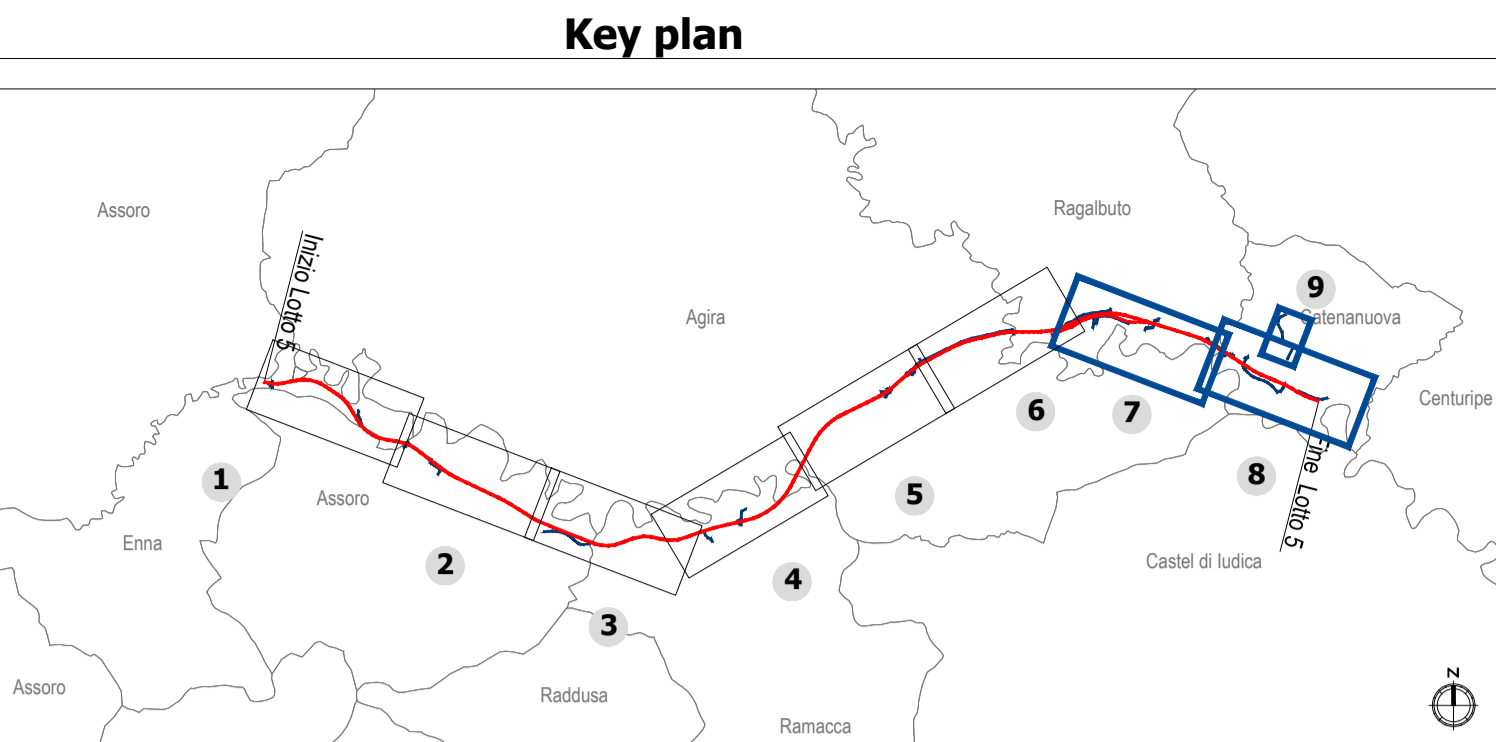 Key plan
Assoro
Ragalbuto
Inizio Lotto 5
9
Catenanuova
Agira
Centuripe
6
7
1
8
Assoro
5
Fine Lotto 5
Enna
Castel di Iudica
2
4
3
Assoro
Raddusa
Ramacca
N